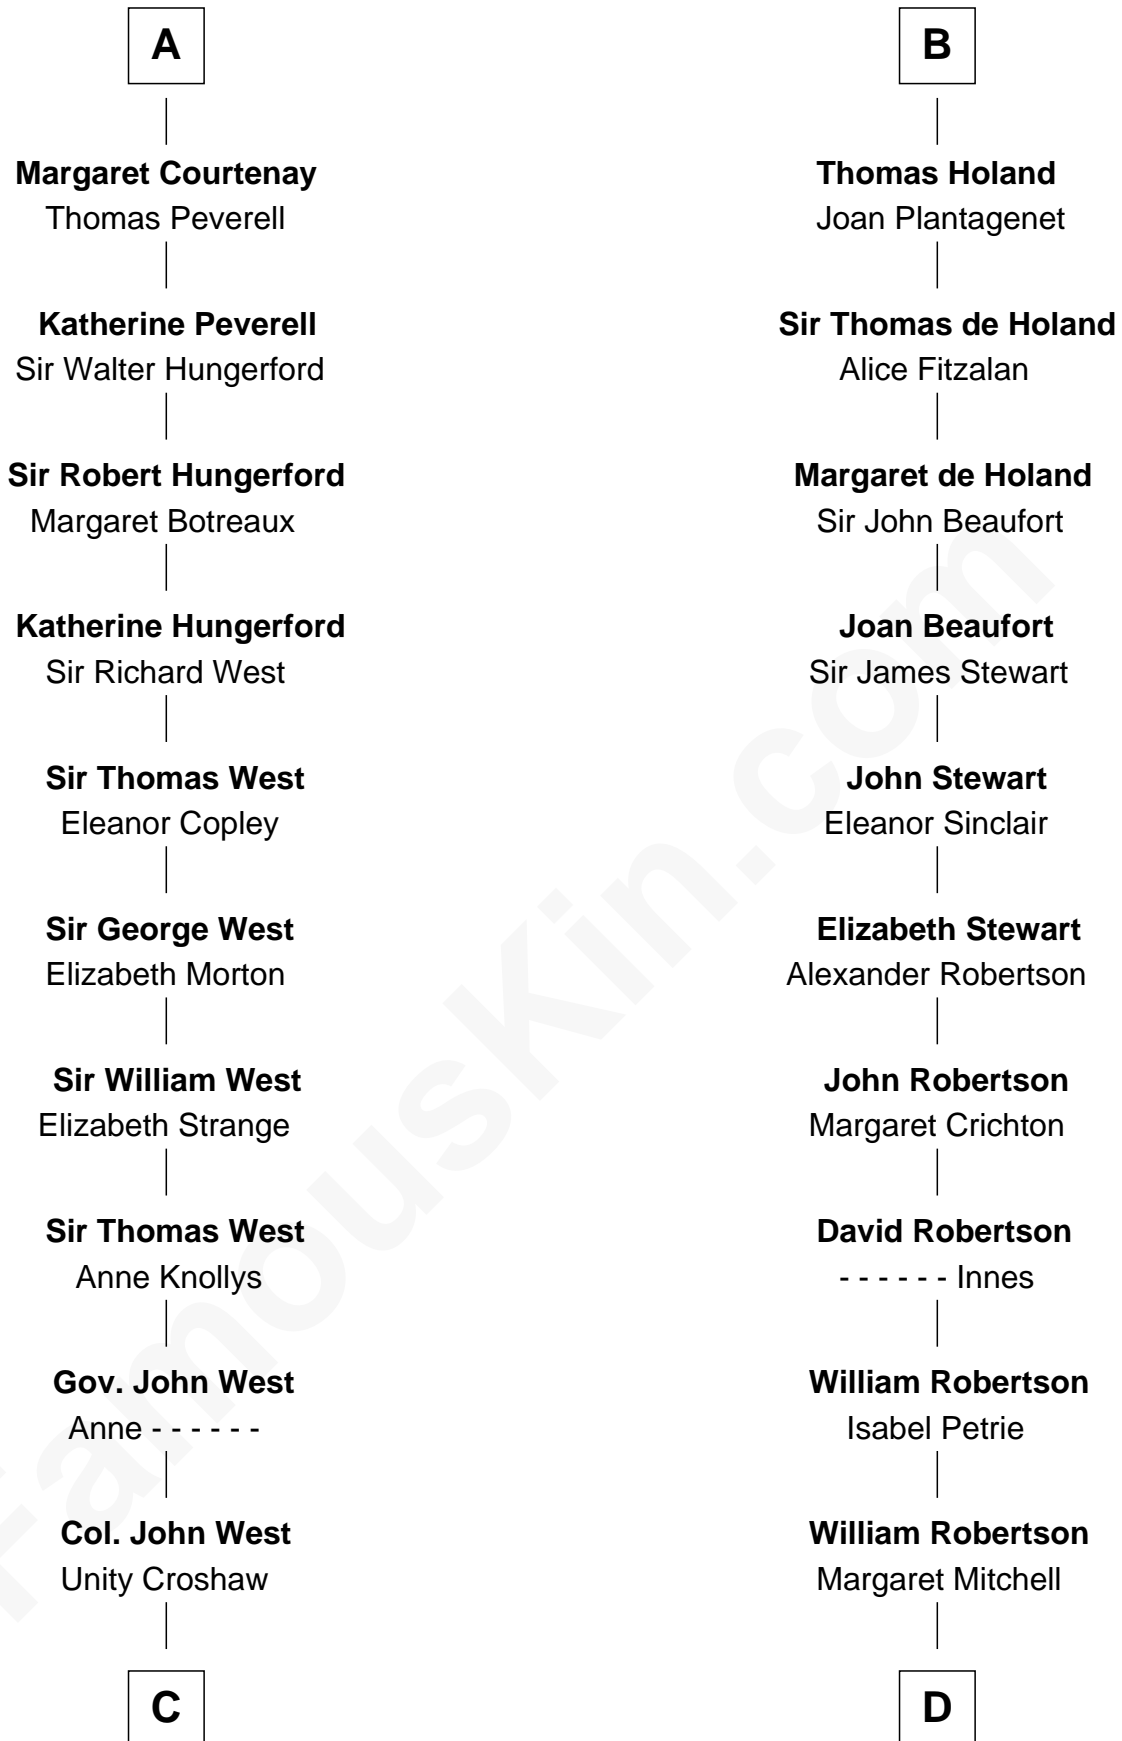 A
Margaret Courtenay
Thomas Peverell
Katherine Peverell
Sir Walter Hungerford
Sir Robert Hungerford
Margaret Botreaux
Katherine Hungerford
Sir Richard West
Sir Thomas West
Eleanor Copley
Sir George West
Elizabeth Morton
Sir William West
Elizabeth Strange
Sir Thomas West
Anne Knollys
Gov. John West
Anne - - - - - -
Col. John West
Unity Croshaw
C
B
Thomas Holand
Joan Plantagenet
Sir Thomas de Holand
Alice Fitzalan
Margaret de Holand
Sir John Beaufort
Joan Beaufort
Sir James Stewart
John Stewart
Eleanor Sinclair
Elizabeth Stewart
Alexander Robertson
John Robertson
Margaret Crichton
David Robertson
- - - - - - Innes
William Robertson
Isabel Petrie
William Robertson
Margaret Mitchell
D
FamousKin.com